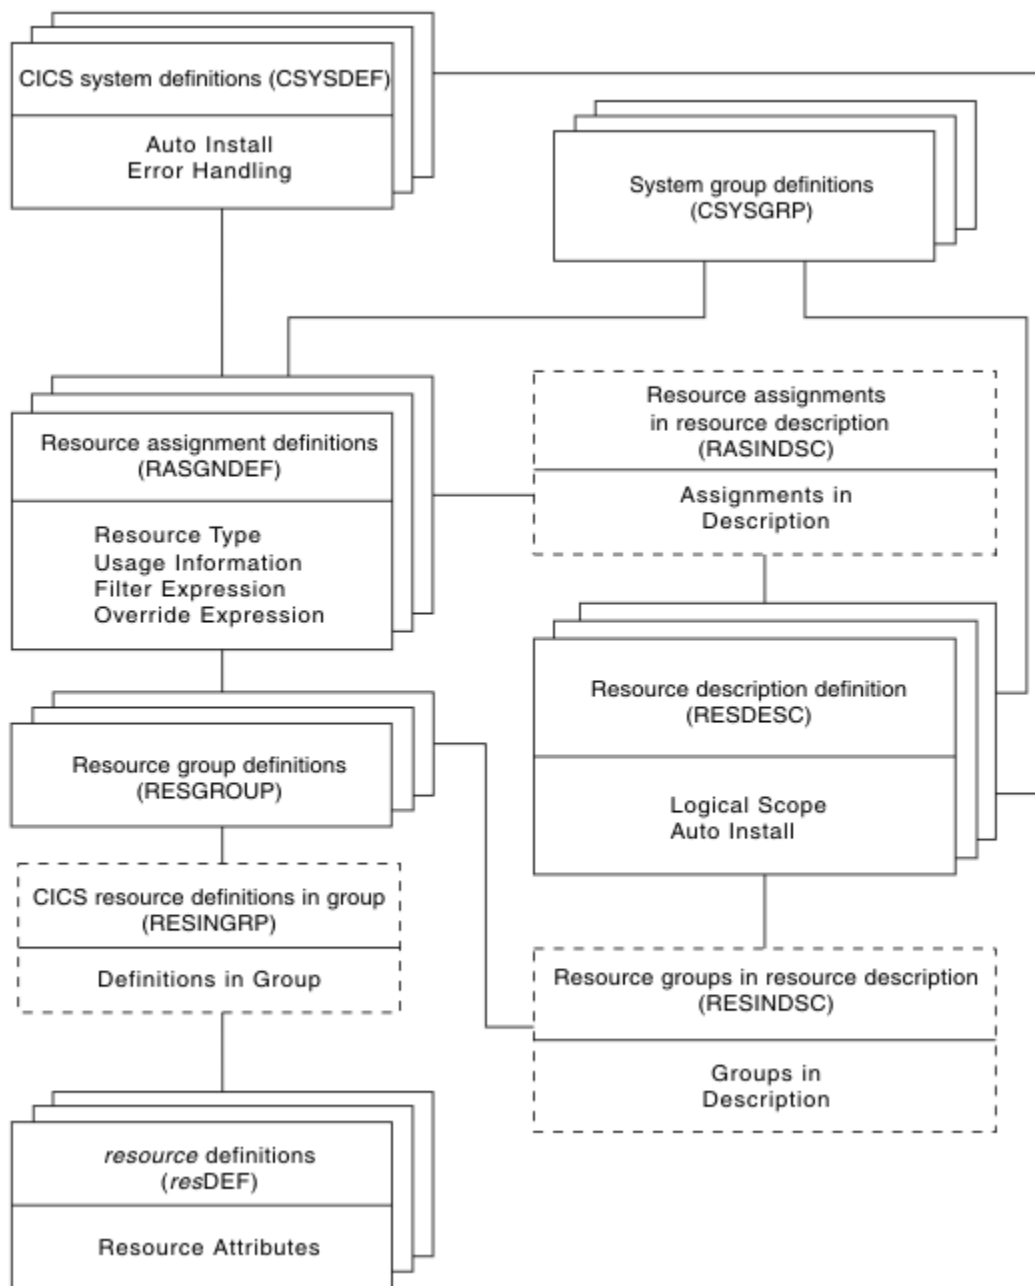 CICS system definitions (CSYSDEF)
Auto Install
Error Handling
System group definitions
(CSYSGRP)
Resource assignment definitions
(RASGNDEF)
Resource Type
Usage Information
Filter Expression
Override Expression
Resource assignments
in resource description
(RASINDSC)
Assignments in
Description
Resource description definition
(RESDESC)
Logical Scope
Auto Install
Resource group definitions
(RESGROUP)
CICS resource definitions in group
(RESINGRP)
Definitions in Group
Resource groups in resource description
(RESINDSC)
Groups in
Description
resource definitions
(resDEF)
Resource Attributes